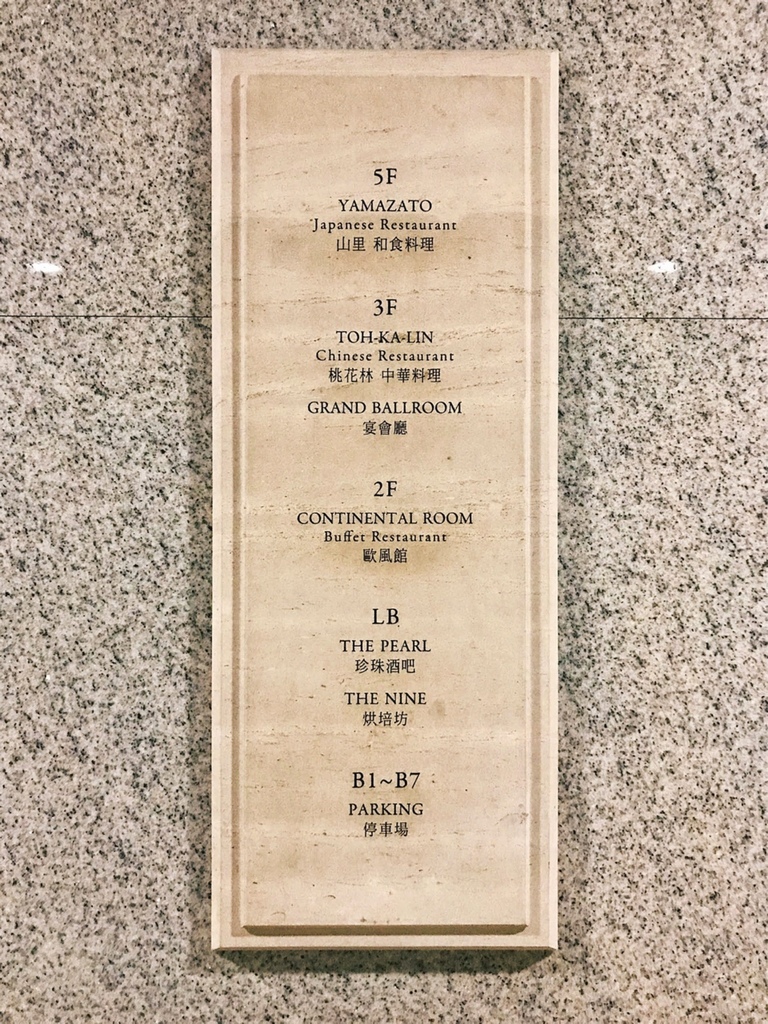 5F
YAMAZATO
Japanese Restaurant
山里 和食料理
3F
TOH-KA-LIN
Chinese Restaurant
桃花林 中華料理
GRAND BALLROOM
宴會廳
2F
CONTINENTAL ROOM
Buffet Restaurant
歐風館
LB
THE PEARL
珍珠酒吧
THE NINE
烘培坊
B1~B7
PARKING
停車場